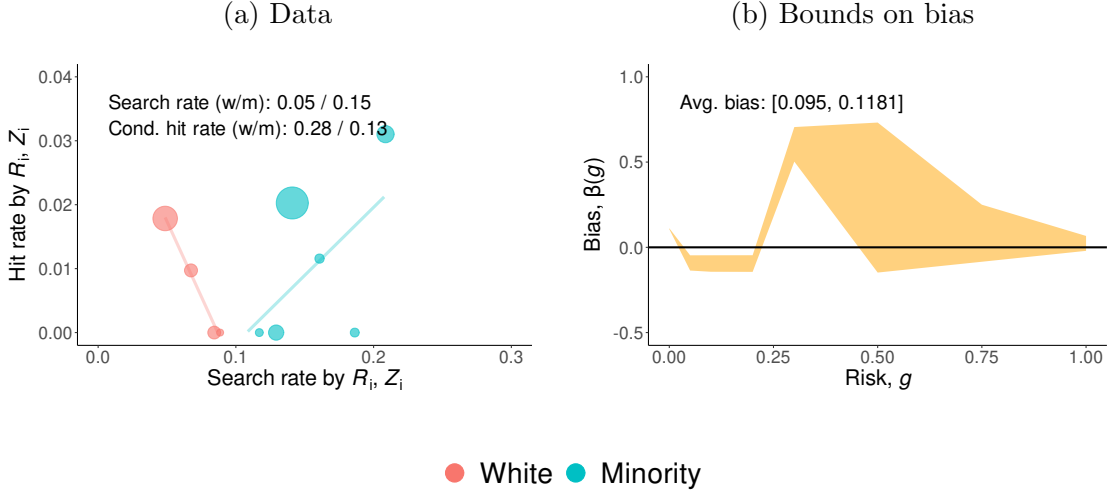 (a) Data
0.04
0.03
0.02
0.01
0.00
Hit rate by Rᵢ, Zᵢ
Search rate (w/m): 0.05 / 0.15
Cond. hit rate (w/m): 0.28 / 0.13
0.0 0.1 0.2 0.3
Search rate by Rᵢ, Zᵢ
(b) Bounds on bias
1.0
0.5
0.0
-0.5
Bias, β(g)
Avg. bias: [0.095, 0.1181]
0.00 0.25 0.50 0.75 1.00
Risk, g
White Minority